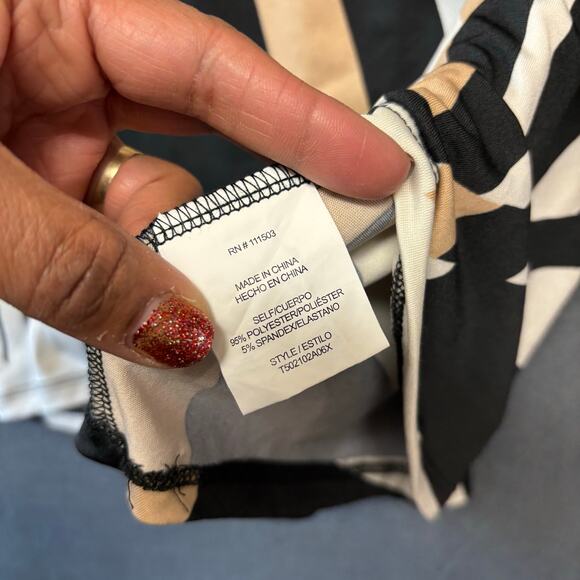 RN # 111503
MADE IN CHINA
HECHO EN CHINA
SELF/CUERPO
95% POLYESTER/POLIÉSTER
5% SPANDEX/ELASTANO
STYLE / ESTILO
T502102A06X